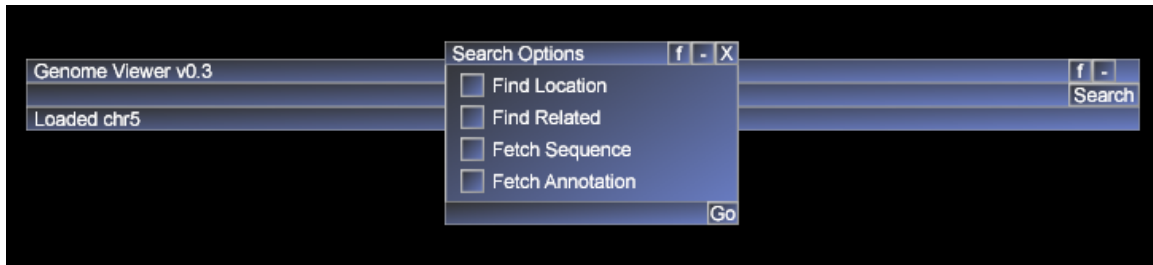 Search Options f - X
Genome Viewer v0.3 f -
Find Location
Search
Loaded chr5
Find Related
Fetch Sequence
Fetch Annotation
Go